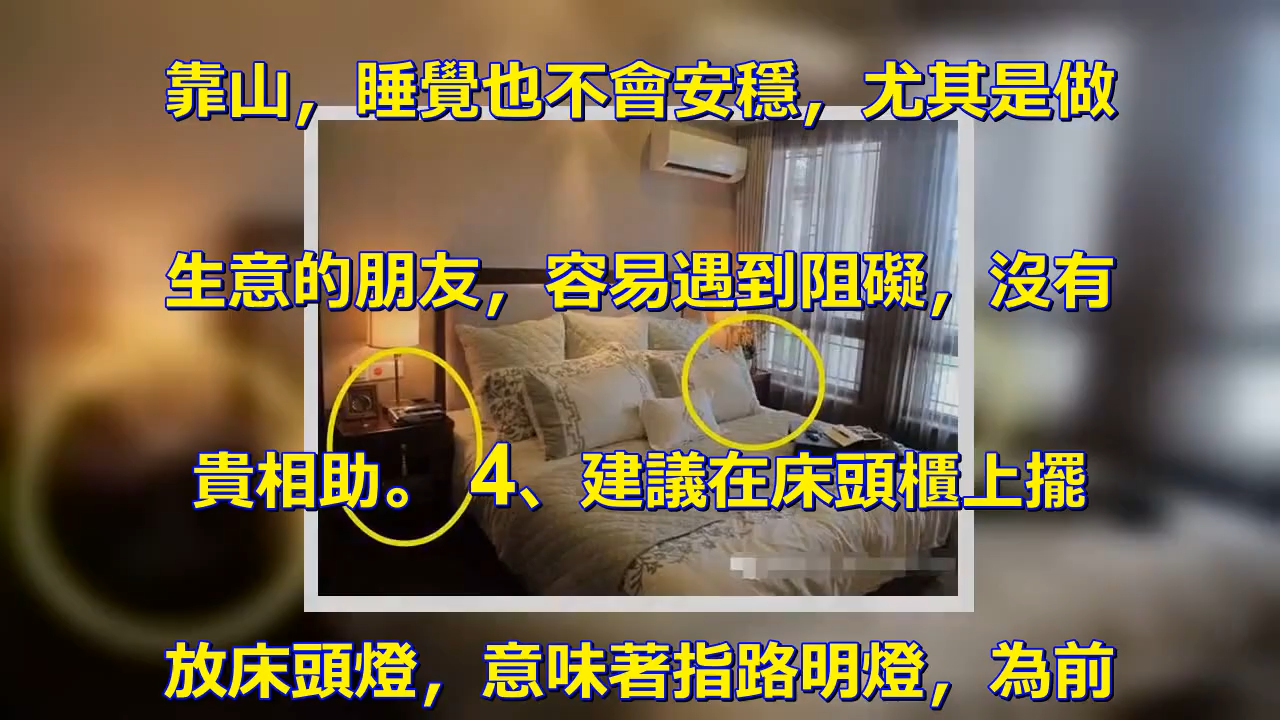 靠山，睡覺也不會安穩，尤其是做
生意的朋友，容易遇到阻礙，沒有
貴相助。 4、建議在床頭櫃上擺
放床頭燈，意味著指路明燈，為前